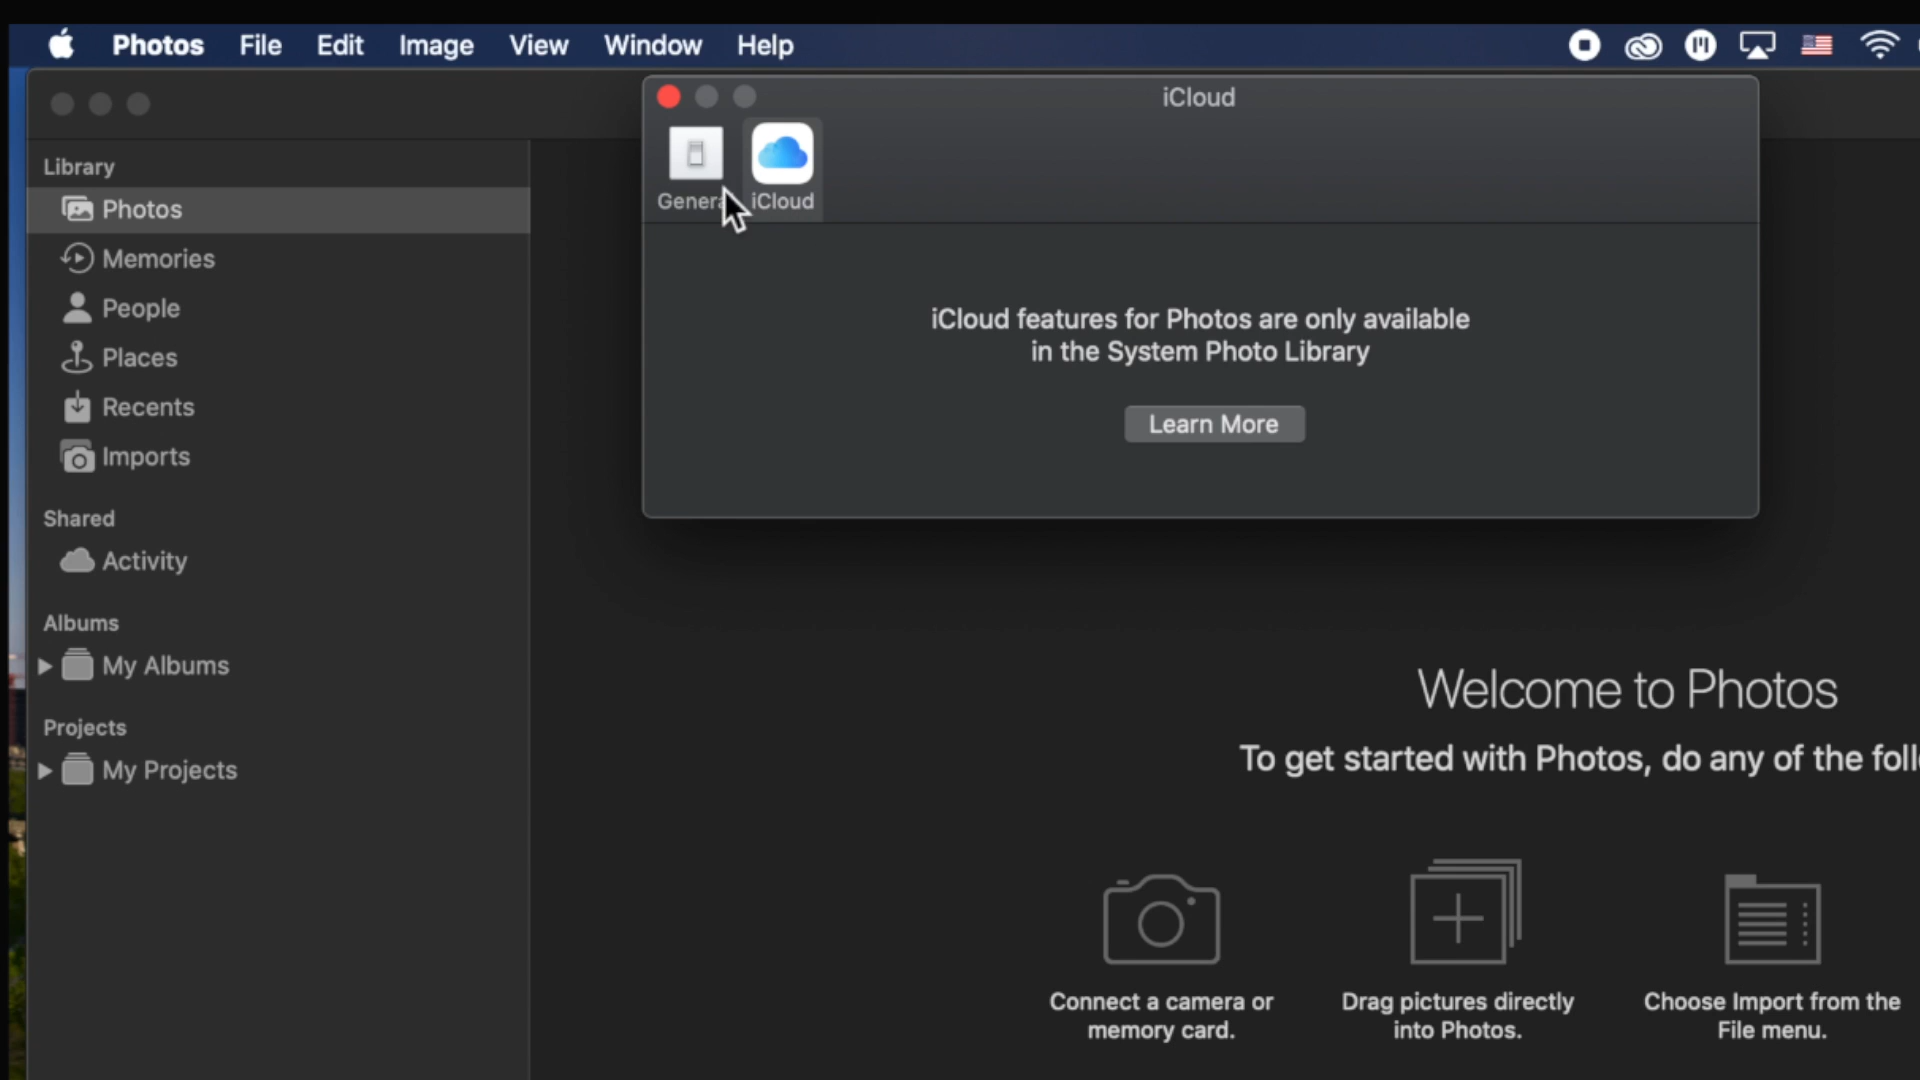 Photos File Edit Image View Window Help
iCloud
iCloud
Library
Photos
Memories
People
Places
Recents
Imports
Shared
Activity
Albums
My Albums
Projects
My Projects
iCloud features for Photos are only available
in the System Photo Library
Learn More
Welcome to Photos
To get started with Photos, do any of the
Connect a camera or
memory card.
Drag pictures directly
into Photos.
Choose Import from the
File menu.